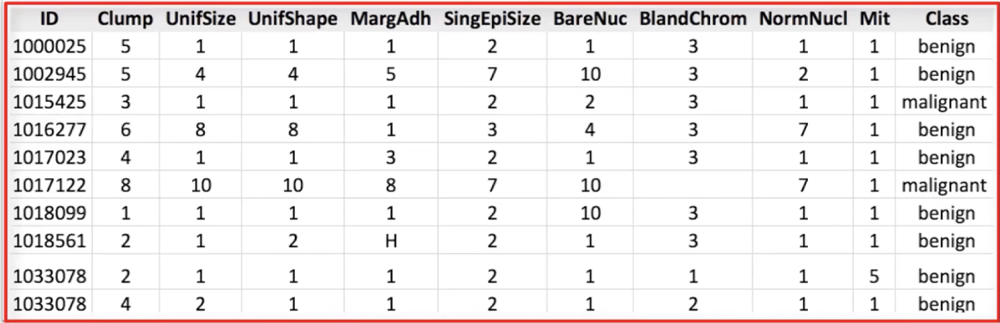 ID Clump UnifSize UnifShape MargAdh SingEpiSize BareNuc BlandChrom NormNucl Mit Class
1000025 5 1 1 1 2 1 3 1 1 benign
1002945 5 4 4 5 7 10 3 2 1 benign
1015425 3 1 1 1 2 2 3 1 1 malignant
1016277 6 8 8 1 3 4 3 7 1 benign
1017023 4 1 1 3 2 1 3 1 1 benign
1017122 8 10 10 8 7 10 7 1 malignant
1018099 1 1 1 1 2 10 3 1 1 benign
1018561 2 1 2 H 2 1 3 1 1 benign
1033078 2 1 1 1 2 1 1 1 5 benign
1033078 4 2 1 1 2 1 2 1 1 benign